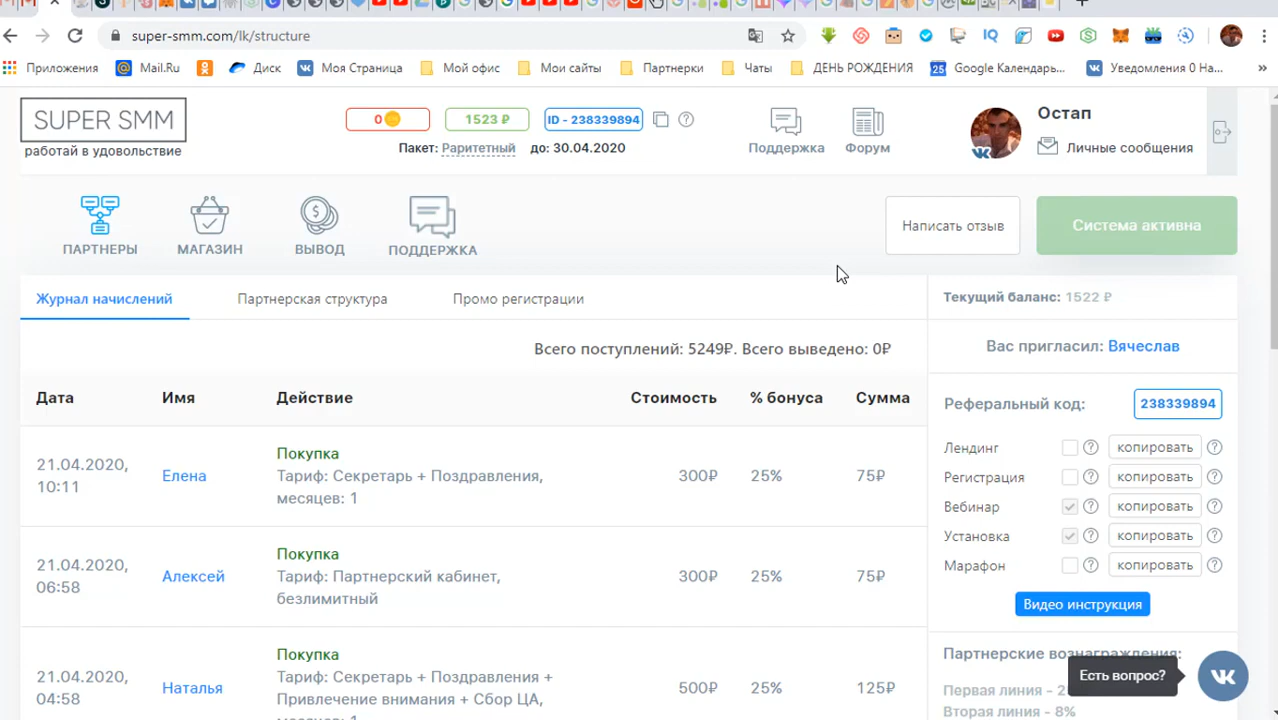 super-smm.com/lk/structure
Приложения
Mail.Ru
Диск
Моя Страница
Мой офис
Мои сайты
Партнерки
Чаты
ДЕНЬ РОЖДЕНИЯ
25 Google Календарь...
Уведомления 0 На...
»
SUPER SMM
работай в удовольствие
0
1523 ₽
ID - 238339894
Пакет: Раритетный до: 30.04.2020
Поддержка
Форум
Остап
Личные сообщения
ПАРТНЕРЫ
МАГАЗИН
ВЫВОД
ПОДДЕРЖКА
Написать отзыв
Система активна
Журнал начислений
Партнерская структура
Промо регистрации
Текущий баланс: 1522 ₽
Всего поступлений: 5249₽. Всего выведено: 0₽
Вас пригласил: Вячеслав
Дата Имя Действие Стоимость % бонуса Сумма
21.04.2020, 10:11
Елена
Покупка
Тариф: Секретарь + Поздравления,
месяцев: 1
300₽ 25% 75₽
21.04.2020, 06:58
Алексей
Покупка
Тариф: Партнерский кабинет,
безлимитный
300₽ 25% 75₽
21.04.2020, 04:58
Наталья
Покупка
Тариф: Секретарь + Поздравления +
Привлечение внимания + Сбор ЦА,
500₽ 25% 125₽
Реферальный код: 238339894
Лендинг ? копировать ?
Регистрация ? копировать ?
Вебинар ? копировать ?
Установка ? копировать ?
Марафон ? копировать ?
Видео инструкция
Партнерские вознаграждения:
Первая линия - 2
Вторая линия - 8%
Есть вопрос?